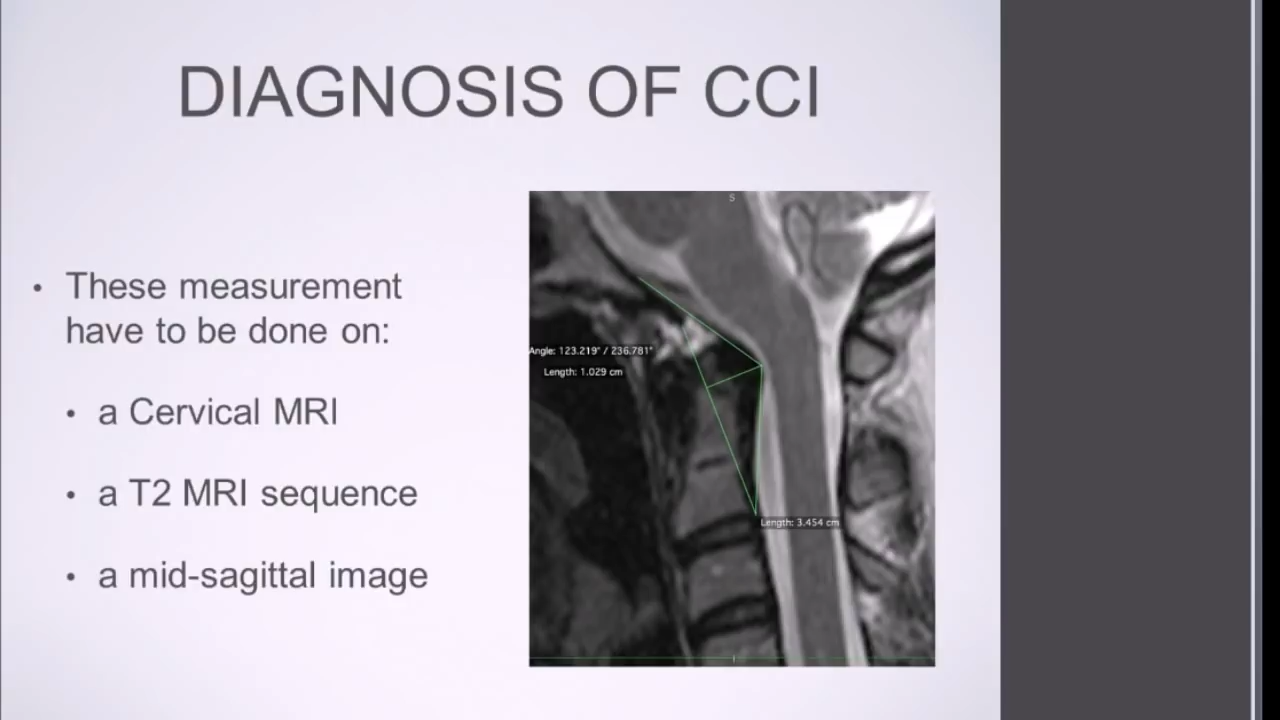 DIAGNOSIS OF CCI
• These measurement
have to be done on:
• a Cervical MRI
• a T2 MRI sequence
• a mid-sagittal image
S
Angle: 123.219° / 236.781°
Length: 1.029 cm
Length: 3.454 cm